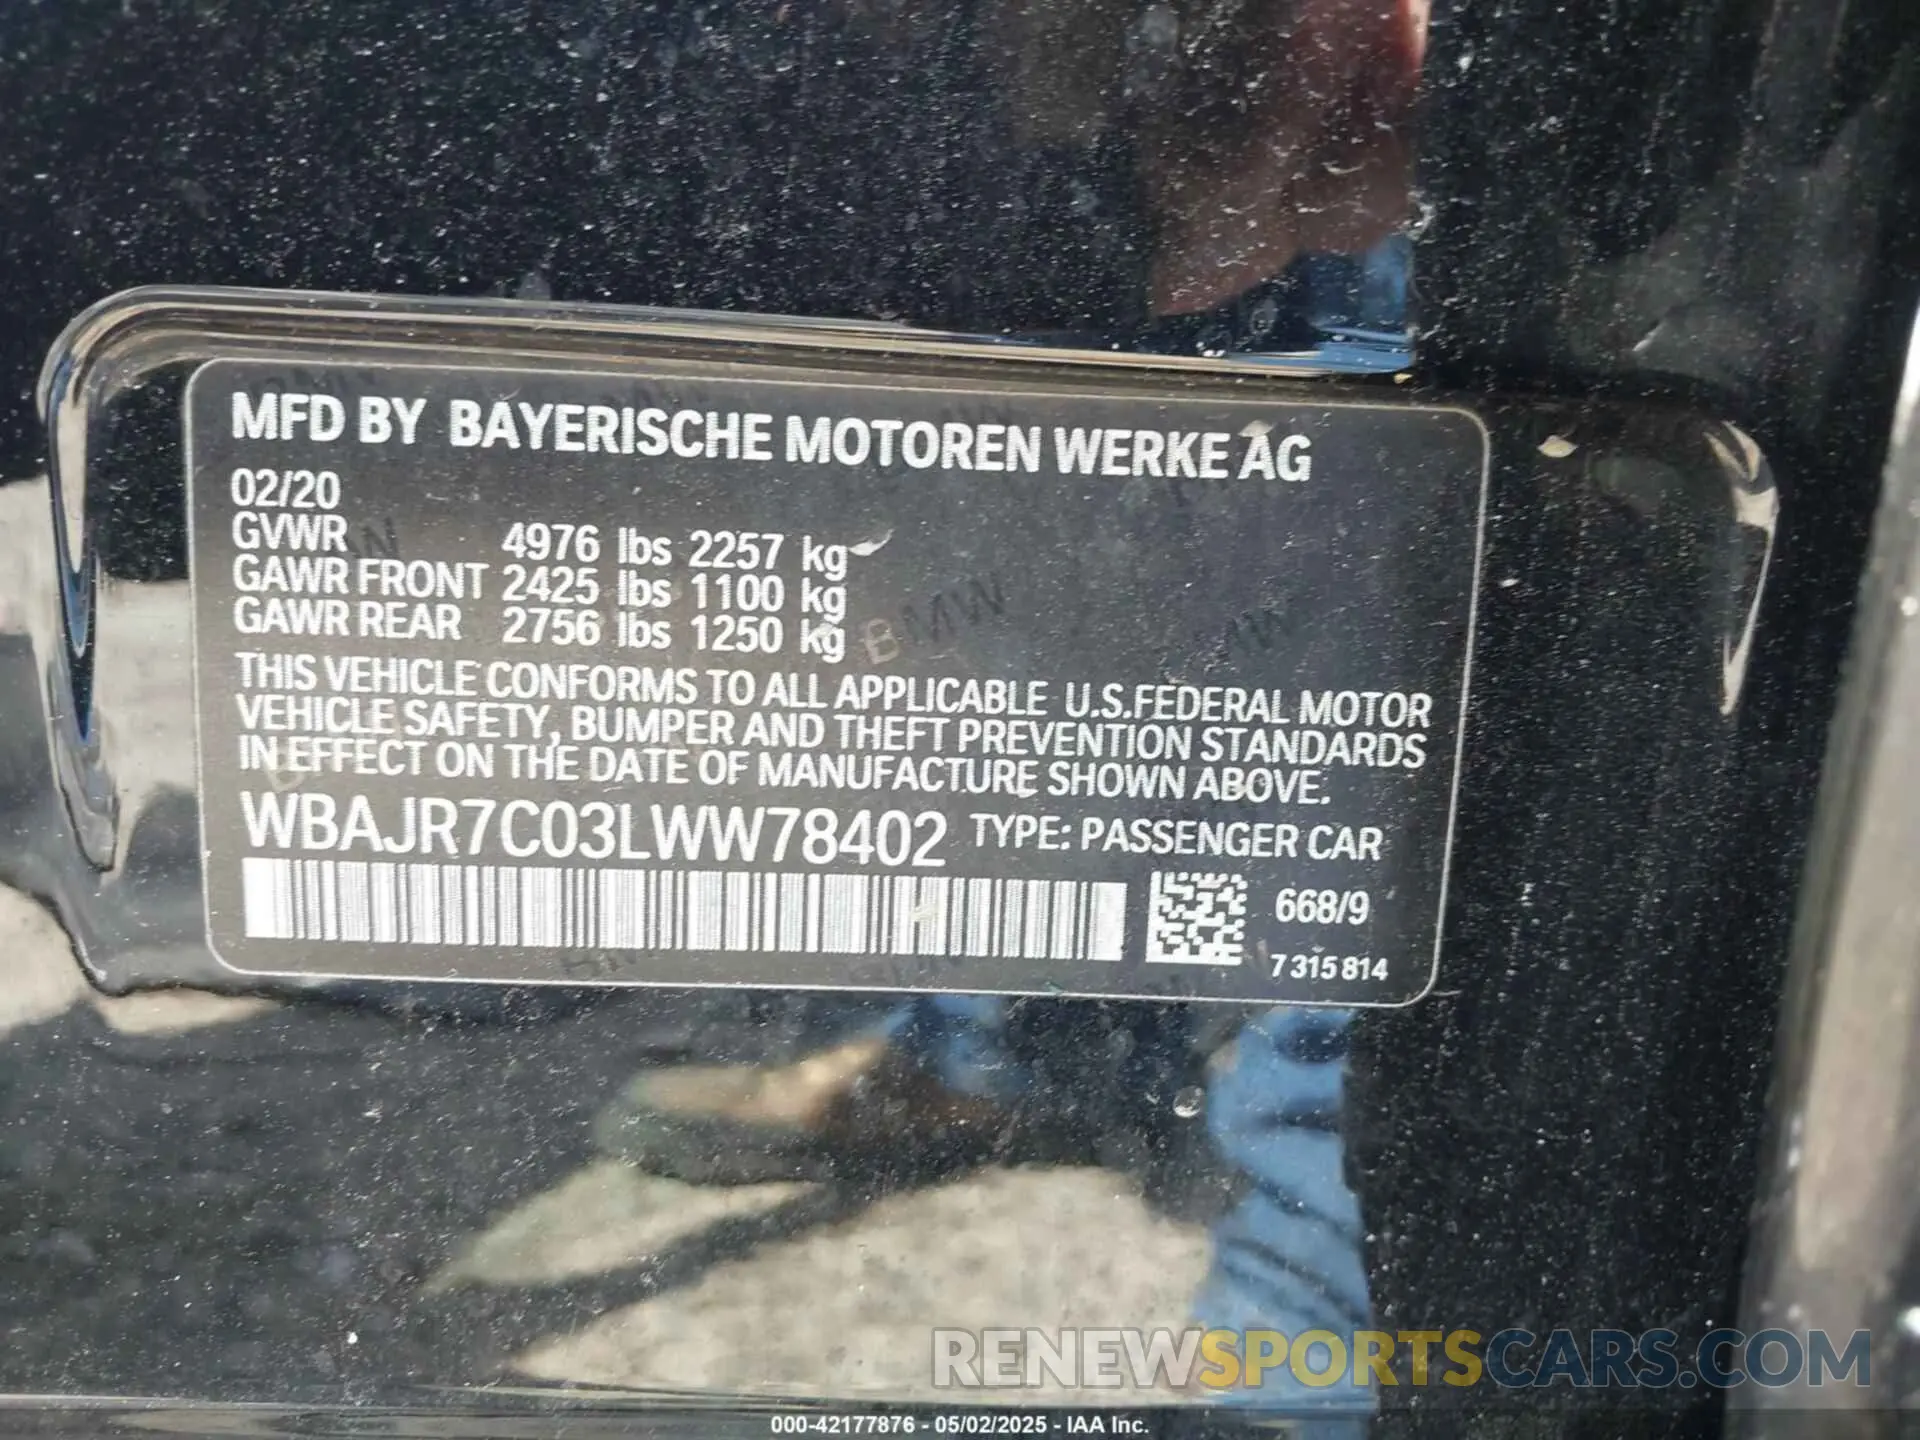 MFD BY BAYERISCHE MOTOREN WERKE AG
02/20
GVWR 4976 lbs 2257 kg
GAWR FRONT 2425 lbs 1100 kg
GAWR REAR 2756 lbs 1250 kg
THIS VEHICLE CONFORMS TO ALL APPLICABLE U.S.FEDERAL MOTOR
VEHICLE SAFETY, BUMPER AND THEFT PREVENTION STANDARDS
IN EFFECT ON THE DATE OF MANUFACTURE SHOWN ABOVE.
WBAJR7C03LWW78402 TYPE: PASSENGER CAR
668/9
7 315 814
RENEWSPORTSCARS.COM
000-42177876 - 05/02/2025 - IAA Inc.